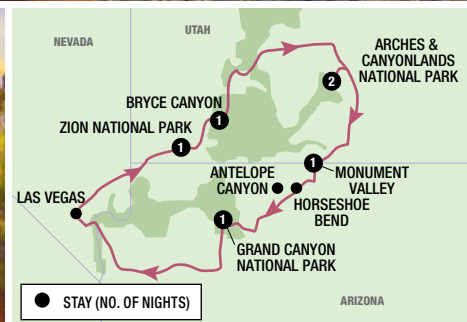 UTAH
NEVADA
ARCHES &
CANYONLANDS
NATIONAL PARK
2
BRYCE CANYON
1
ZION NATIONAL PARK
1
1
MONUMENT
VALLEY
ANTELOPE
CANYON
HORSESHOE
BEND
LAS VEGAS
1
GRAND CANYON
NATIONAL PARK
STAY (NO. OF NIGHTS)
ARIZONA